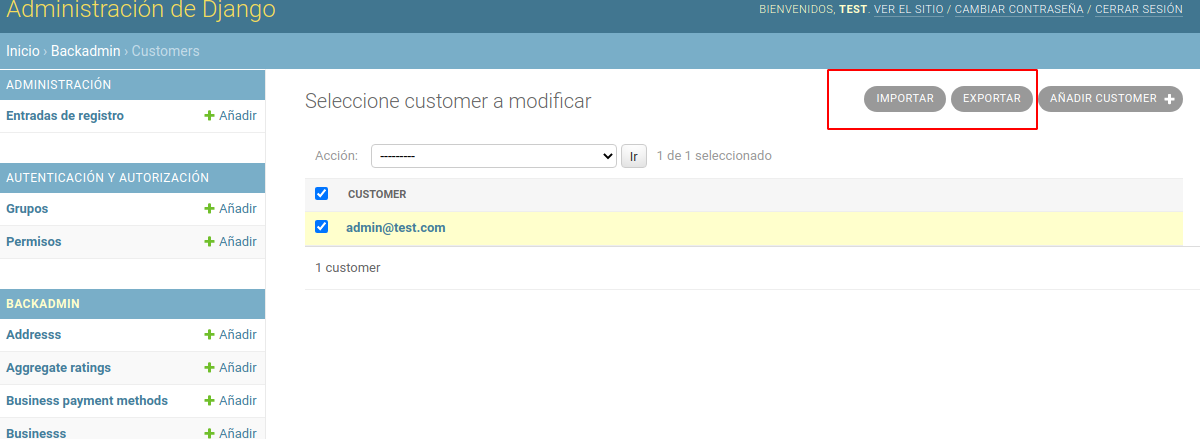 Administración de Django
BIENVENIDOS, TEST. VER EL SITIO / CAMBIAR CONTRASEÑA / CERRAR SESIÓN
Inicio › Backadmin › Customers
ADMINISTRACIÓN
Entradas de registro Añadir
AUTENTICACIÓN Y AUTORIZACIÓN
Grupos Añadir
Permisos Añadir
BACKADMIN
Addresss Añadir
Aggregate ratings Añadir
Business payment methods Añadir
Businesss Añadir
Seleccione customer a modificar
IMPORTAR EXPORTAR AÑADIR CUSTOMER
Acción: --------- Ir 1 de 1 seleccionado
CUSTOMER
admin@test.com
1 customer